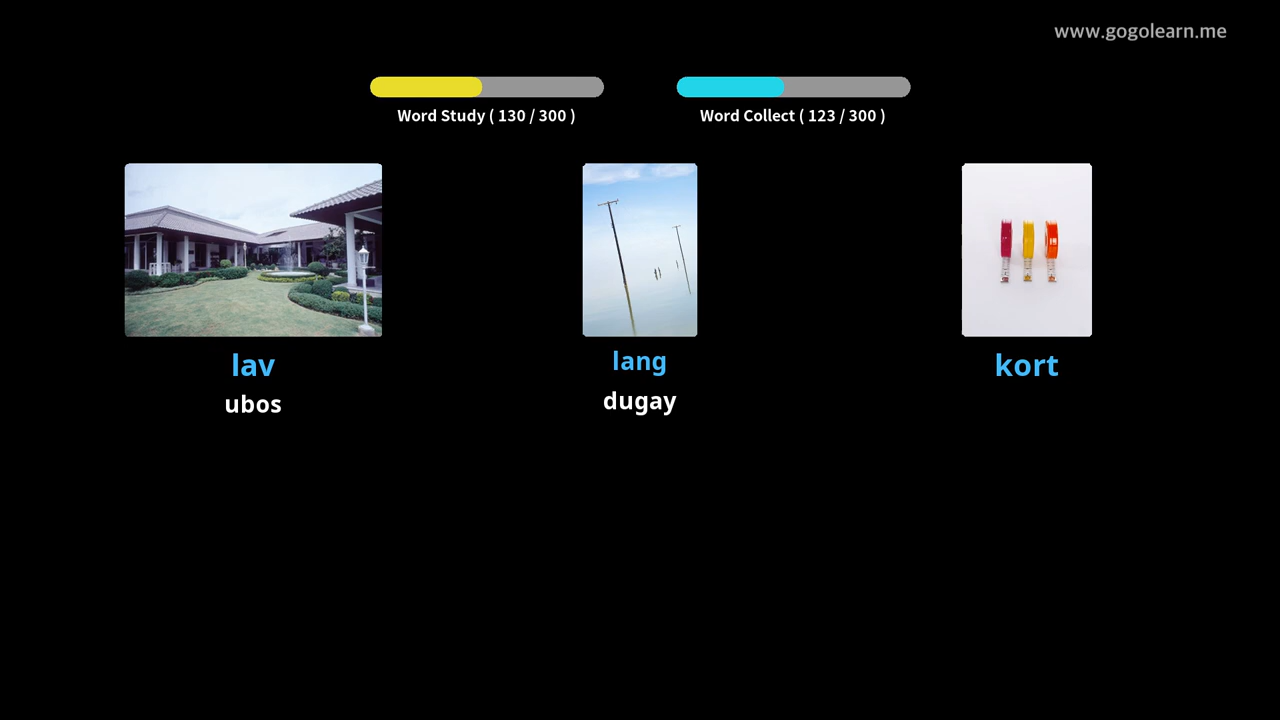 www.gogolearn.me
Word Study ( 130 / 300 )
Word Collect ( 123 / 300 )
lav
ubos
lang
dugay
kort